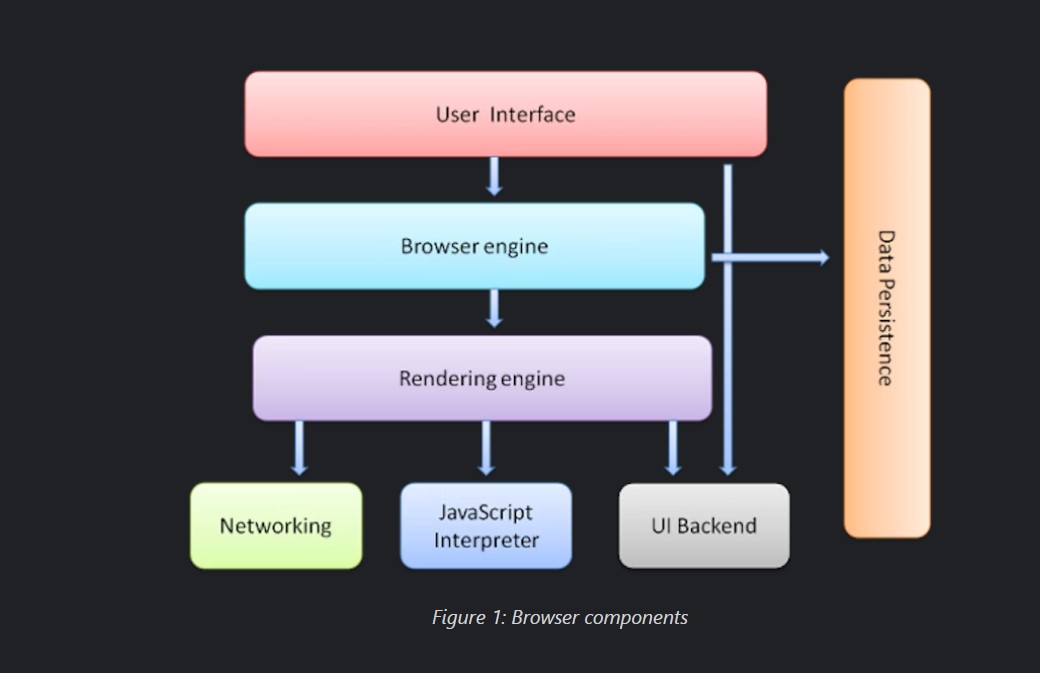 User Interface
Browser engine
Data Persistence
Rendering engine
Networking
JavaScript
Interpreter
UI Backend
Figure 1: Browser components